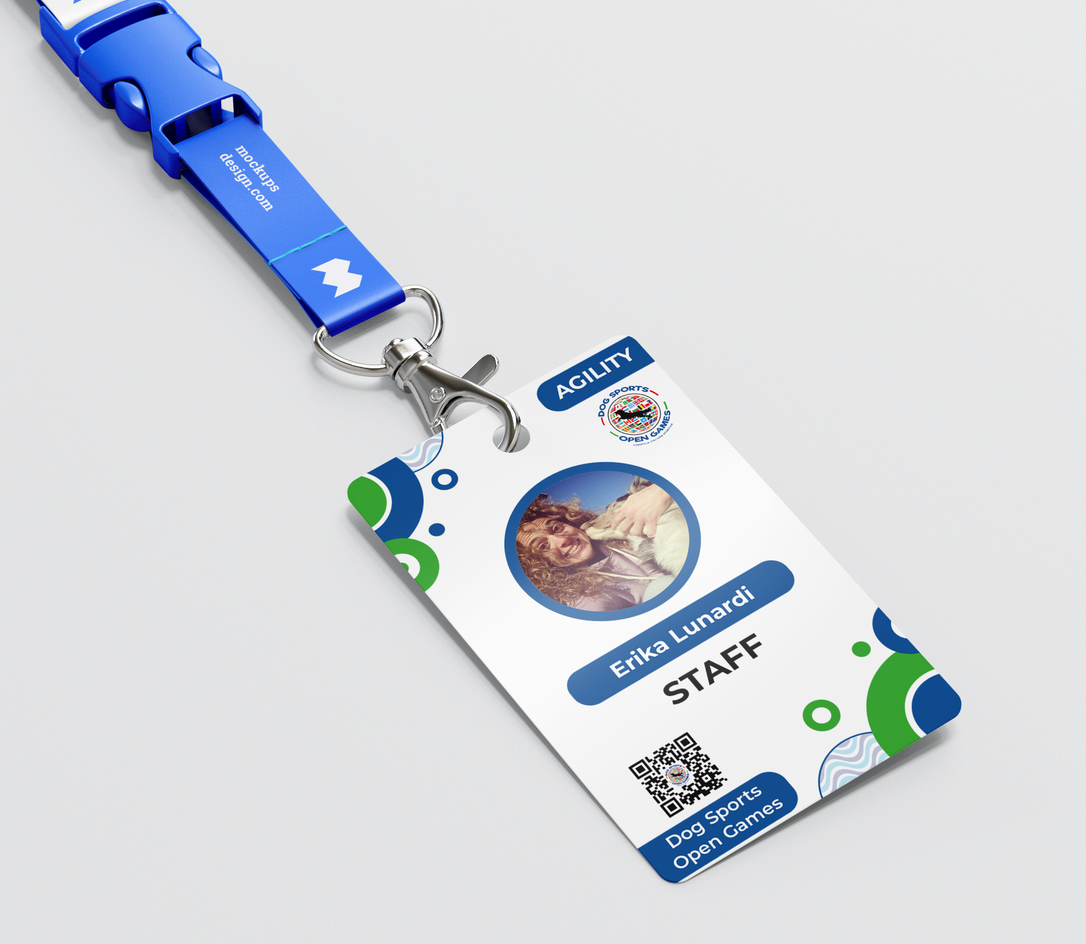 mockups
design.com
AGILITY
DOG SPORTS
OPEN GAMES
Erika Lunardi
STAFF
Dog Sports
Open Games